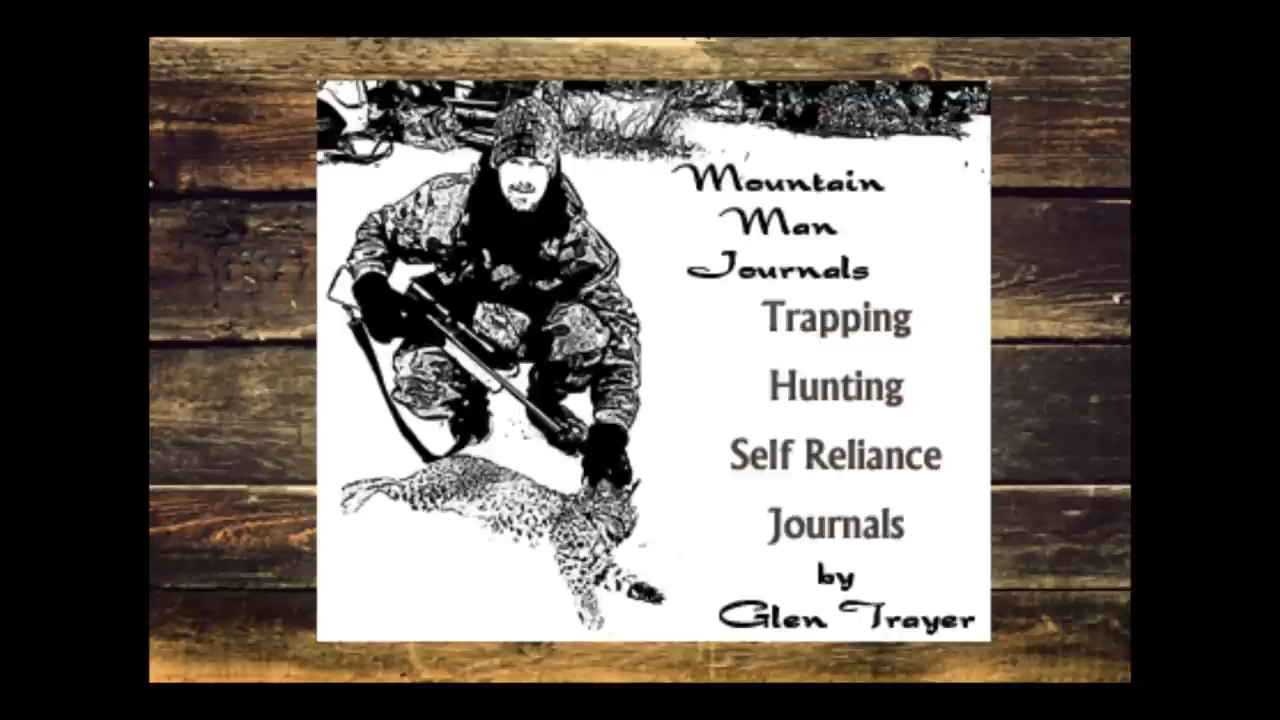 Mountain
Man
Journals
Trapping
Hunting
Self Reliance
Journals
by
Glen Trayer